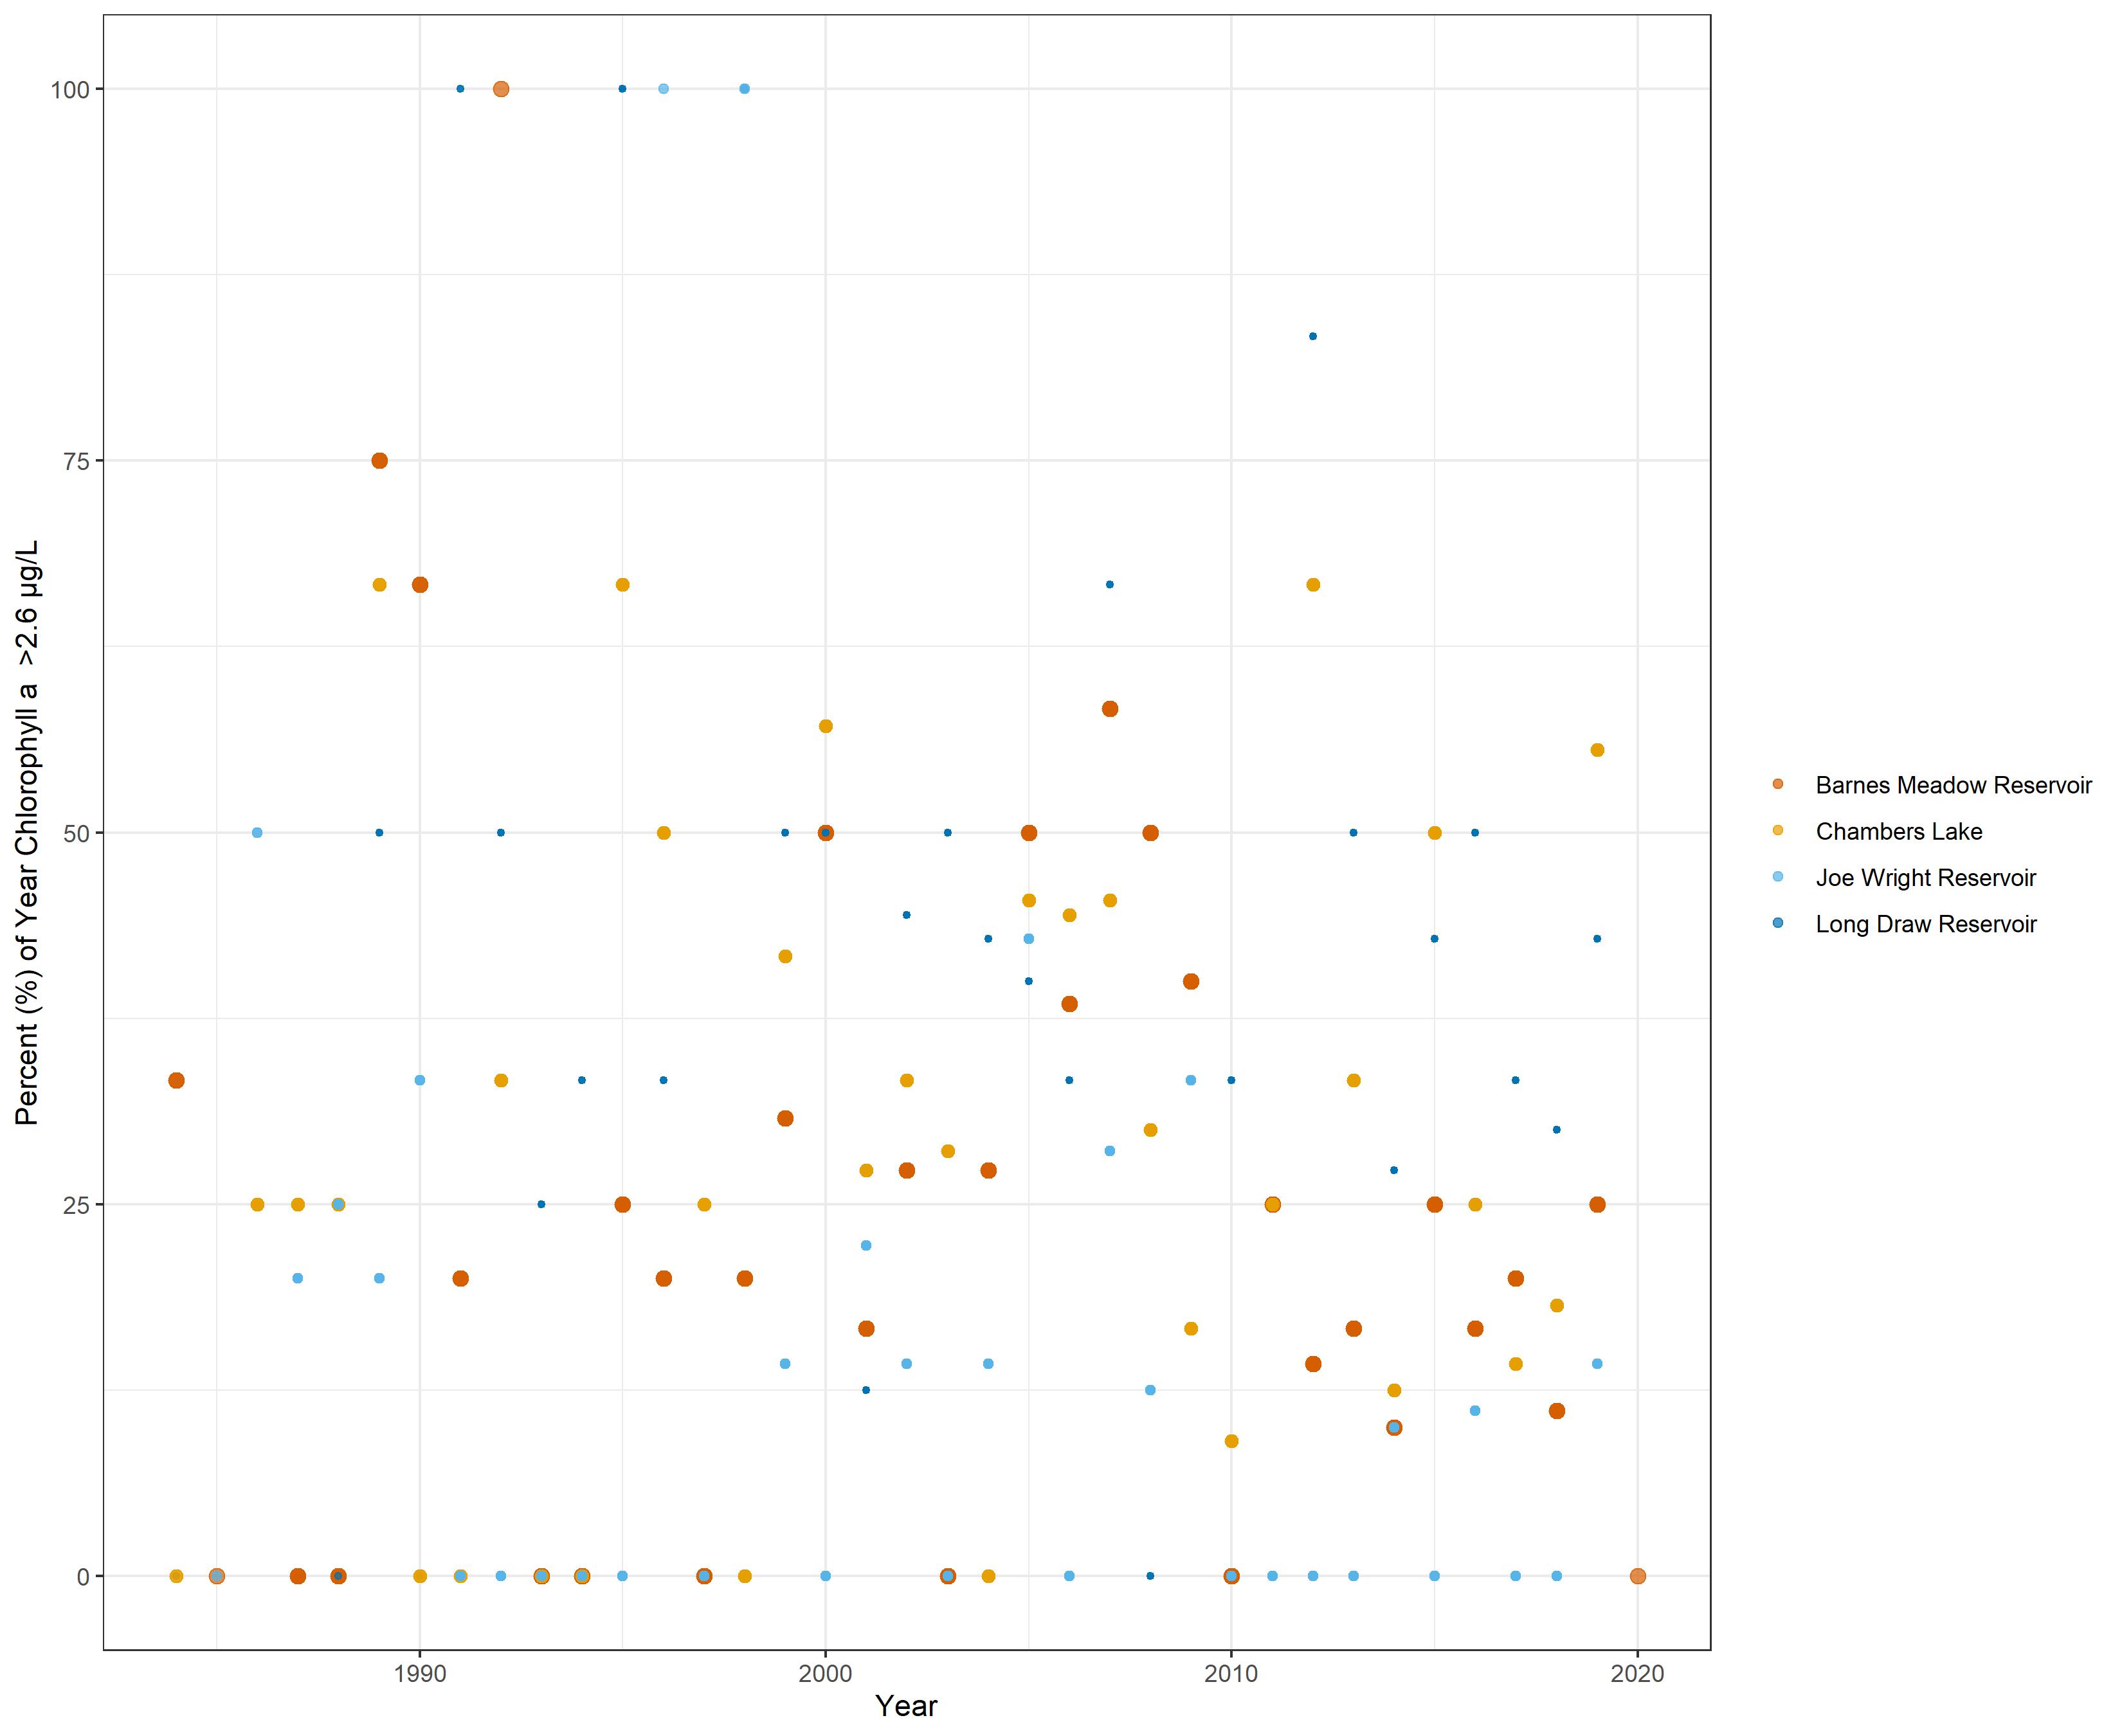 Percent (%) of Year Chlorophyll a  >2.6 µg/L
100
75
50
25
0
1990
2000
2010
2020
Year
Barnes Meadow Reservoir
Chambers Lake
Joe Wright Reservoir
Long Draw Reservoir